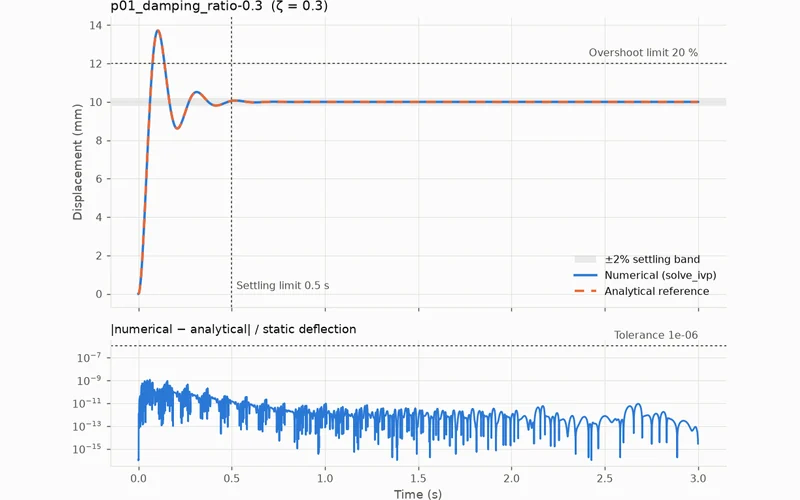 p01_damping_ratio-0.3 (ζ = 0.3)
14
12
10
8
6
4
2
0
Displacement (mm)
Overshoot limit 20 %
Settling limit 0.5 s
±2% settling band
Numerical (solve_ivp)
Analytical reference
|numerical − analytical| / static deflection
Tolerance 1e-06
10⁻⁷
10⁻⁹
10⁻¹¹
10⁻¹³
10⁻¹⁵
0.0 0.5 1.0 1.5 2.0 2.5 3.0
Time (s)